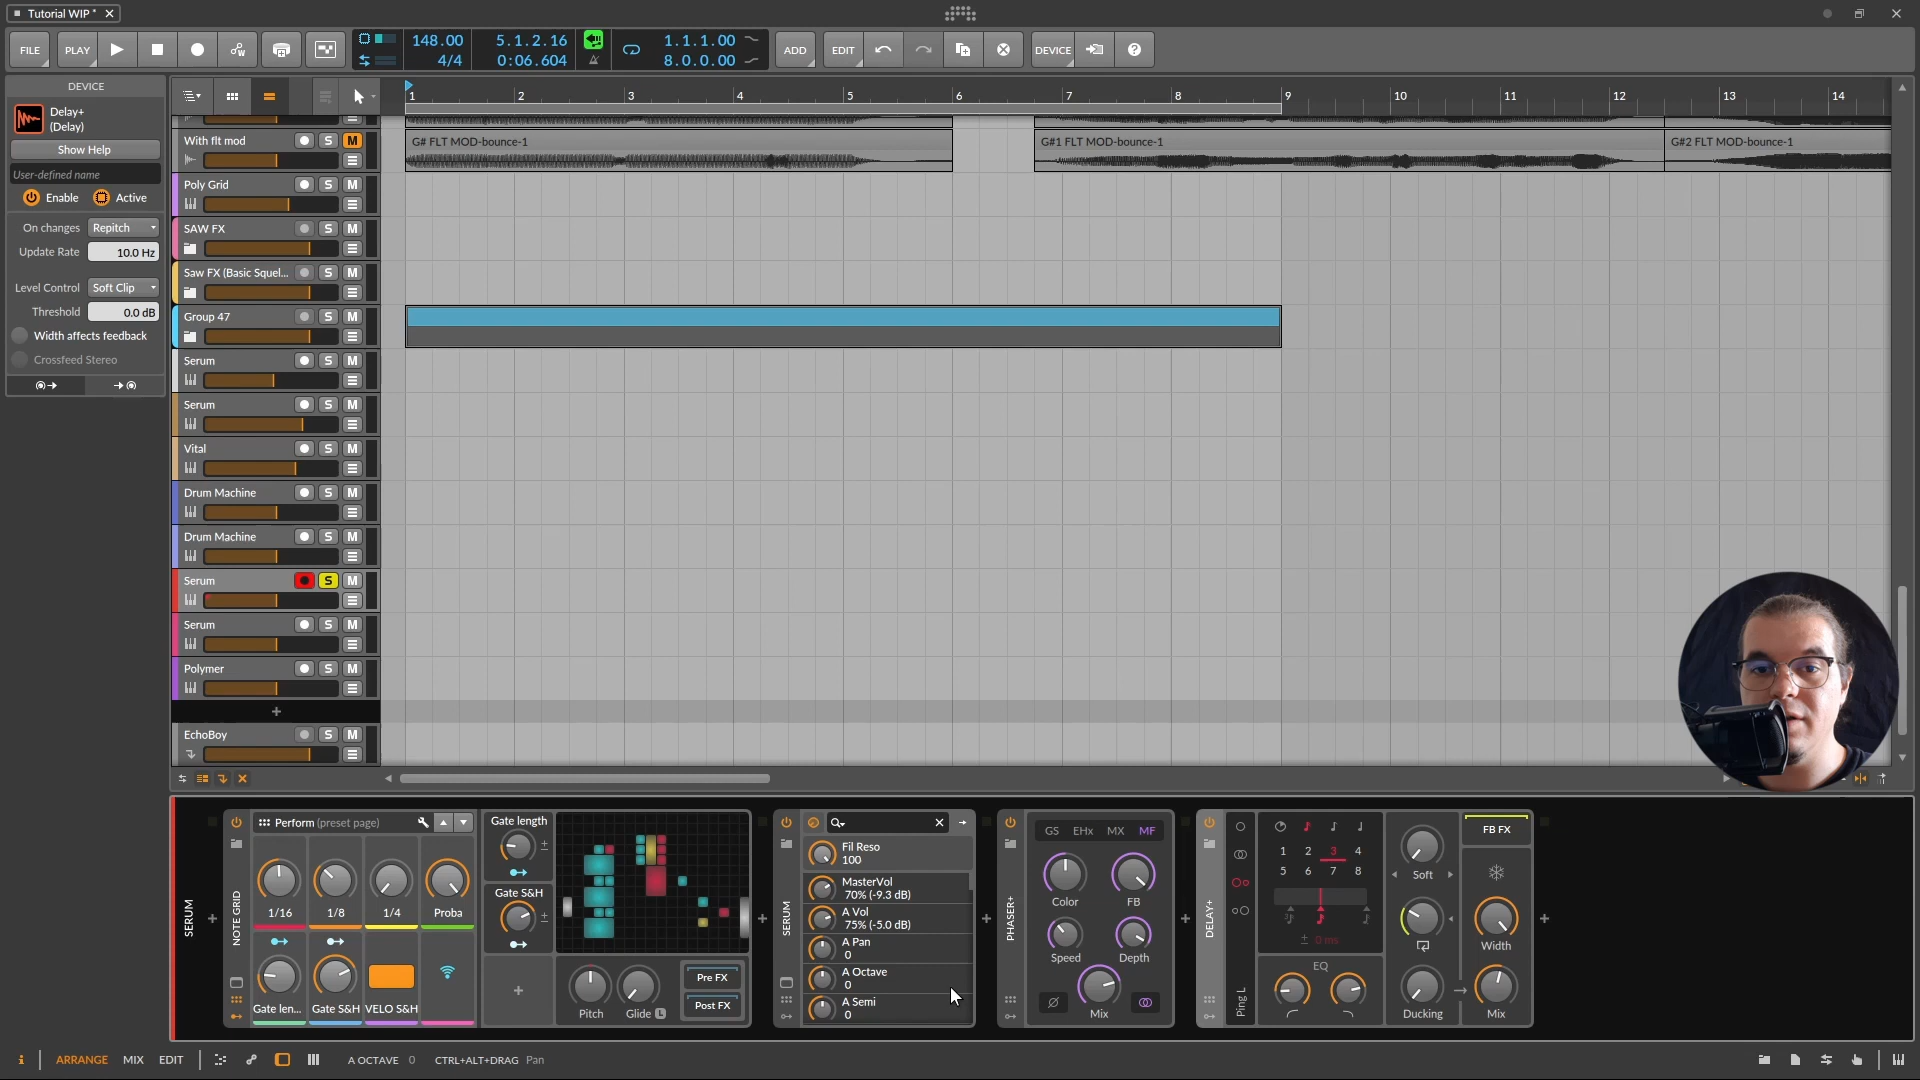 Tutorial WIP *
FILE
PLAY
148.00
4/4
5.1.2.16
0:06.604
1.1.1.00
8.0.0.00
ADD
EDIT
DEVICE
DEVICE
Delay+
(Delay)
Show Help
User-defined name
Enable
Active
On changes
Repitch
Update Rate
10.0 Hz
Level Control
Soft Clip
Threshold
0.0 dB
Width affects feedback
Crossfeed Stereo
1
2
3
4
5
6
7
8
9
10
11
12
13
14
With flt mod
M
G# FLT MOD-bounce-1
G#1 FLT MOD-bounce-1
G#2 FLT MOD-bounce-1
Poly Grid
S
M
SAW FX
S
M
Saw FX (Basic Squel...
S
M
Group 47
S
M
Serum
S
M
Serum
S
M
Vital
S
M
Drum Machine
S
M
Drum Machine
S
M
Serum
S
M
Serum
S
M
Polymer
S
M
EchoBoy
S
M
SERUM
NOTE GRID
Perform (preset page)
1/16
1/8
1/4
Proba
Gate len...
Gate S&H
VELO S&H
Gate length
Gate S&H
Pitch
Glide
L
Pre FX
Post FX
SERUM
Fil Reso
100
MasterVol
70% (-9.3 dB)
A Vol
75% (-5.0 dB)
A Pan
0
A Octave
0
A Semi
0
PHASER+
GS
EHx
MX
MF
Color
FB
Speed
Depth
Mix
DELAY+
Ping L
1
2
3
4
5
6
7
8
± 0 ms
EQ
Soft
Ducking
FB FX
Width
Mix
i
ARRANGE
MIX
EDIT
A OCTAVE 0
CTRL+ALT+DRAG Pan